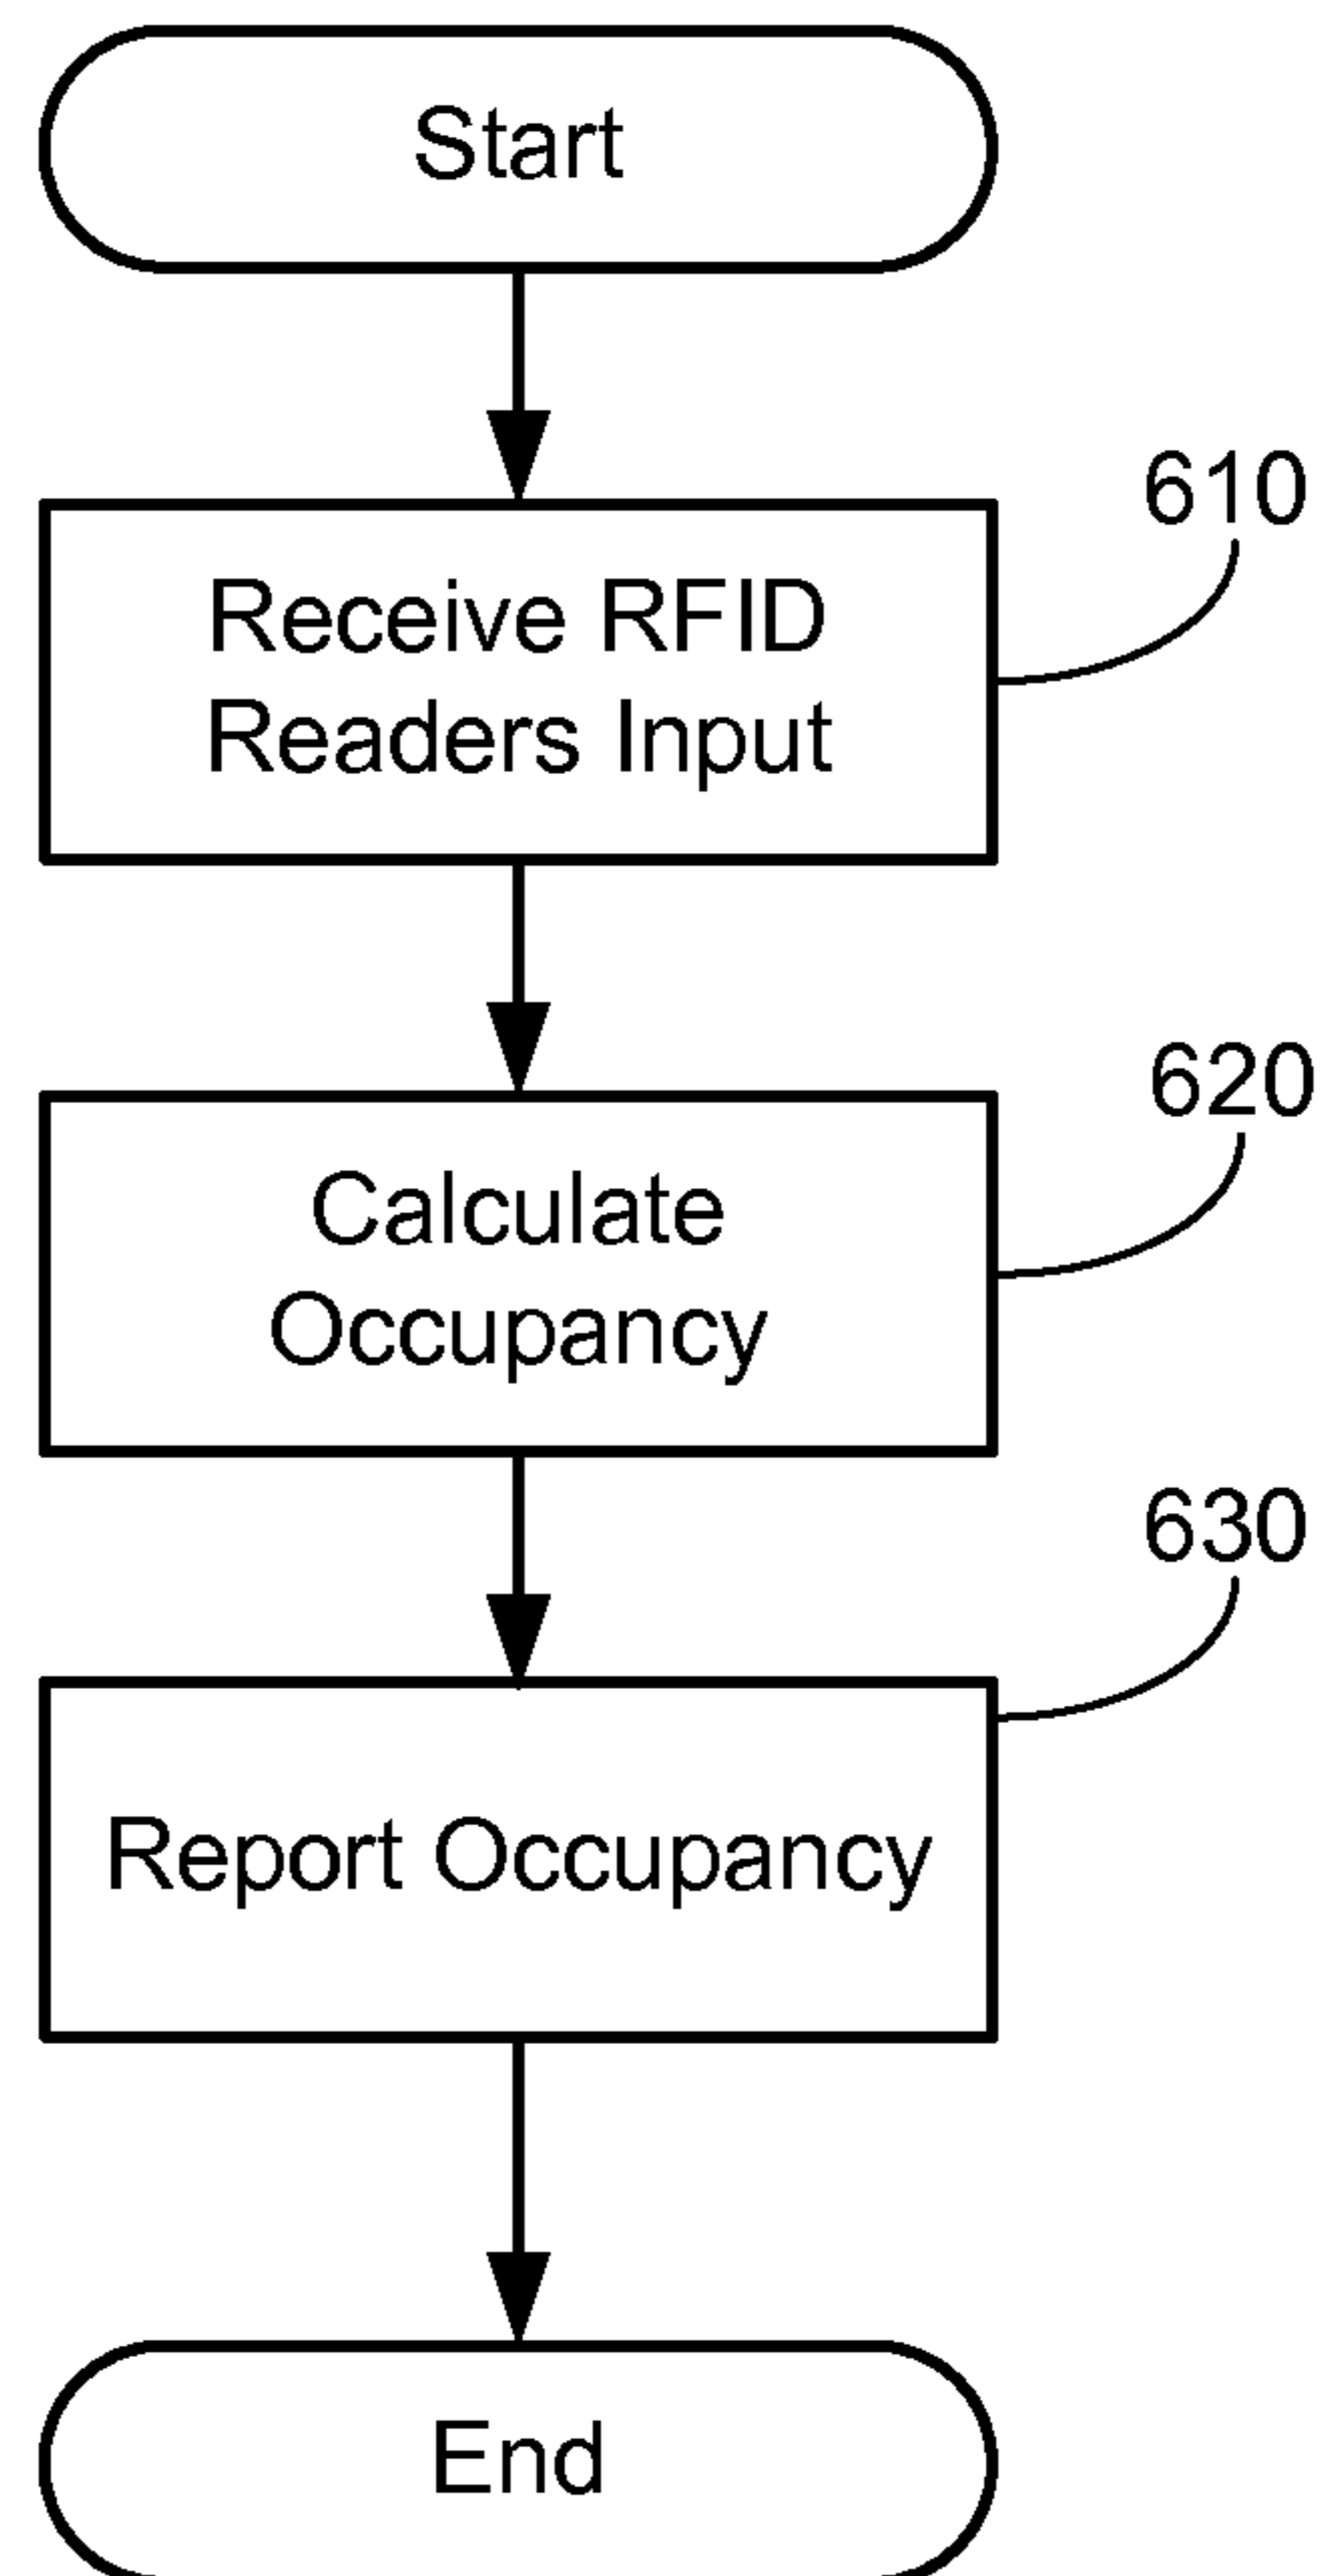 Start
610
Receive RFID
Readers Input
620
Calculate
Occupancy
630
Report Occupancy
End